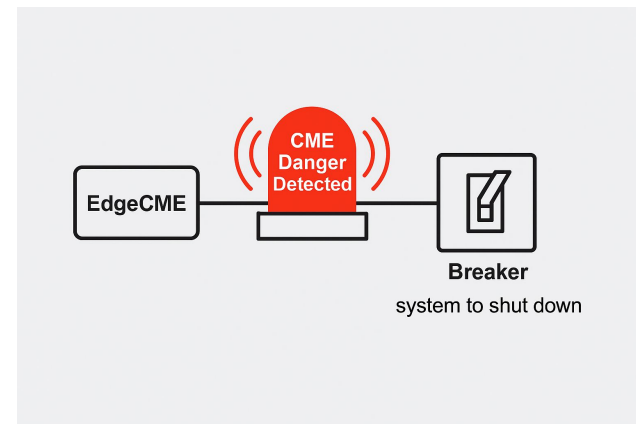 EdgeCME
CME
Danger
Detected
Breaker
system to shut down